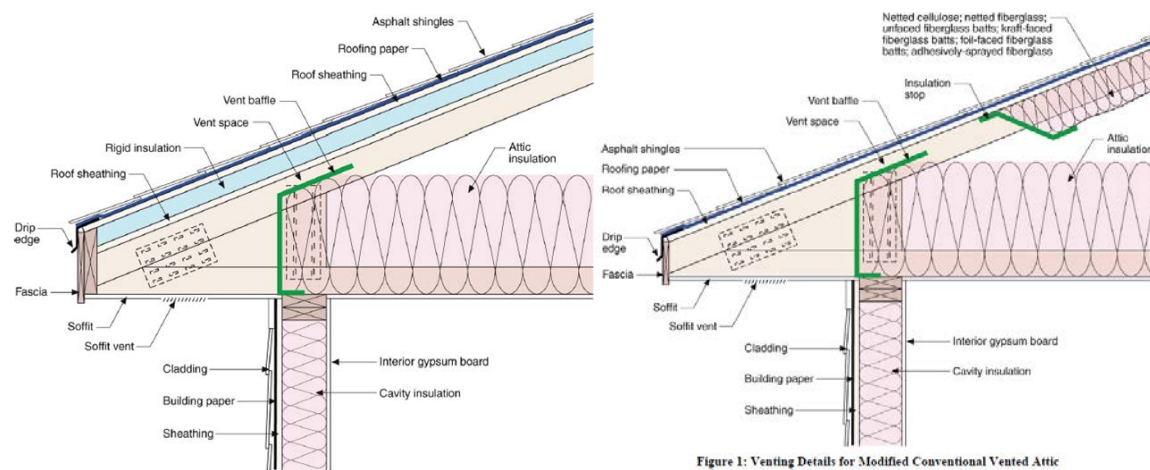 Asphalt shingles
Roofing paper
Roof sheathing
Vent baffle
Vent space
Rigid insulation
Roof sheathing
Attic
insulation
Drip
edge
Fascia
Soffit
Soffit vent
Cladding
Building paper
Sheathing
Interior gypsum board
Cavity insulation
Netted cellulose; netted fiberglass;
unfaced fiberglass batts; kraft-faced
fiberglass batts; foil-faced fiberglass
batts; adhesively-sprayed fiberglass
Insulation
stop
Vent baffle
Vent space
Asphalt shingles
Roofing paper
Roof sheathing
Attic
insulation
Drip
edge
Fascia
Soffit
Soffit vent
Cladding
Building paper
Sheathing
Interior gypsum board
Cavity insulation
Figure 1: Venting Details for Modified Conventional Vented Attic